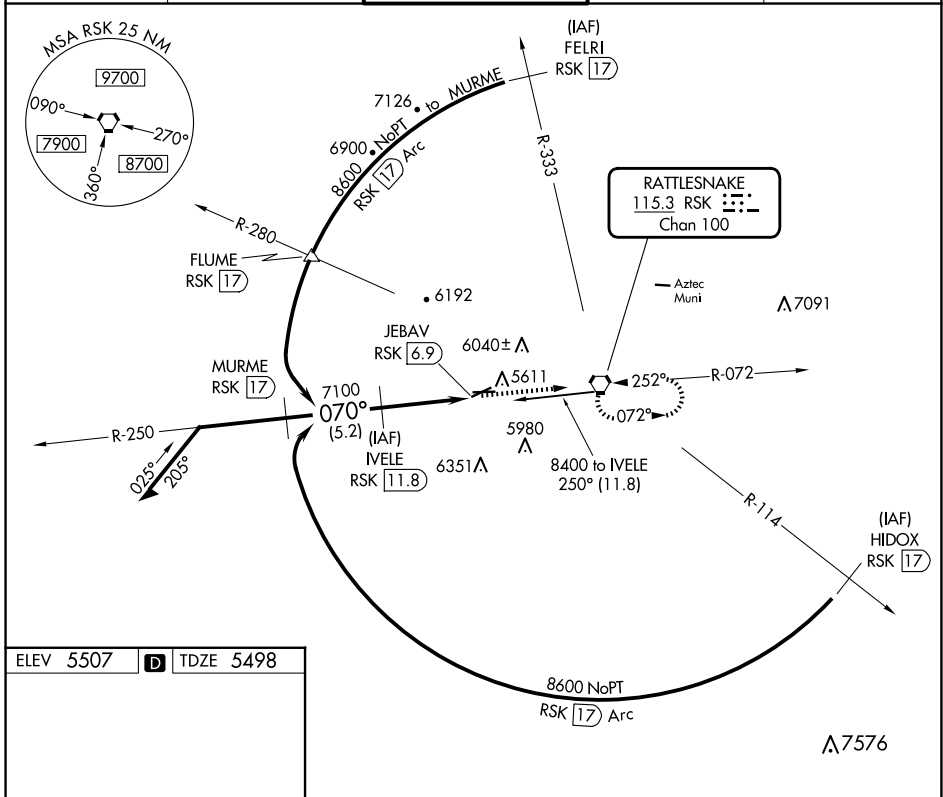 MSA RSK 25 NM
9700
090°
270°
7900
8700
360°
(IAF)
FELRI
RSK 17
7126
6900
8600 NoPT to MURME
RSK 17 Arc
R-333
RATTLESNAKE
115.3 RSK
Chan 100
R-280
FLUME
RSK 17
6192
Aztec
Muni
7091
JEBAV
RSK 6.9
6040±
5611
MURME
RSK 17
7100
070°
(5.2)
252°
R-072
072°
R-250
025°
205°
(IAF)
IVELE
RSK 11.8
6351
5980
8400 to IVELE
250° (11.8)
R-114
(IAF)
HIDOX
RSK 17
ELEV 5507 D TDZE 5498
8600 NoPT
RSK 17 Arc
7576